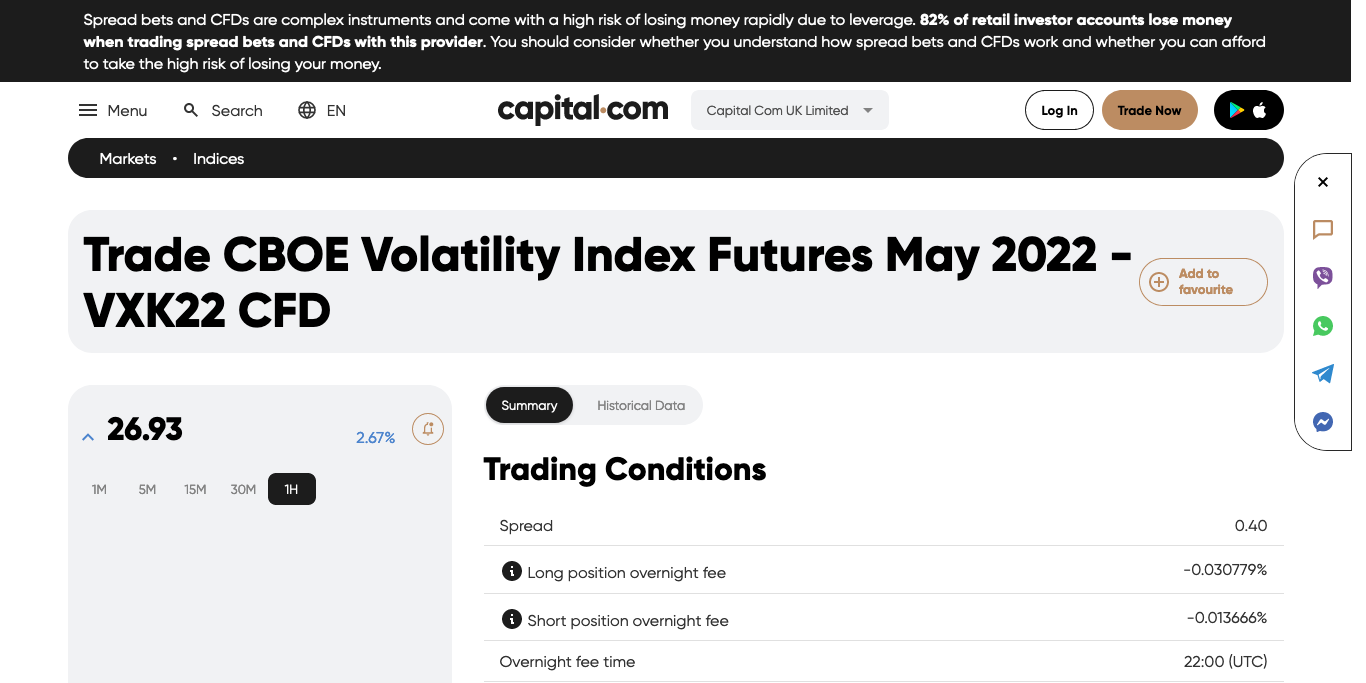 Spread bets and CFDs are complex instruments and come with a high risk of losing money rapidly due to leverage. 82% of retail investor accounts lose money
when trading spread bets and CFDs with this provider. You should consider whether you understand how spread bets and CFDs work and whether you can afford
to take the high risk of losing your money.
Menu Search EN capital.com Capital Com UK Limited Log In Trade Now
Markets • Indices
Trade CBOE Volatility Index Futures May 2022 -
VXK22 CFD
Add to
favourite
26.93 2.67%
1M 5M 15M 30M 1H
Summary Historical Data
Trading Conditions
Spread 0.40
Long position overnight fee -0.030779%
Short position overnight fee -0.013666%
Overnight fee time 22:00 (UTC)